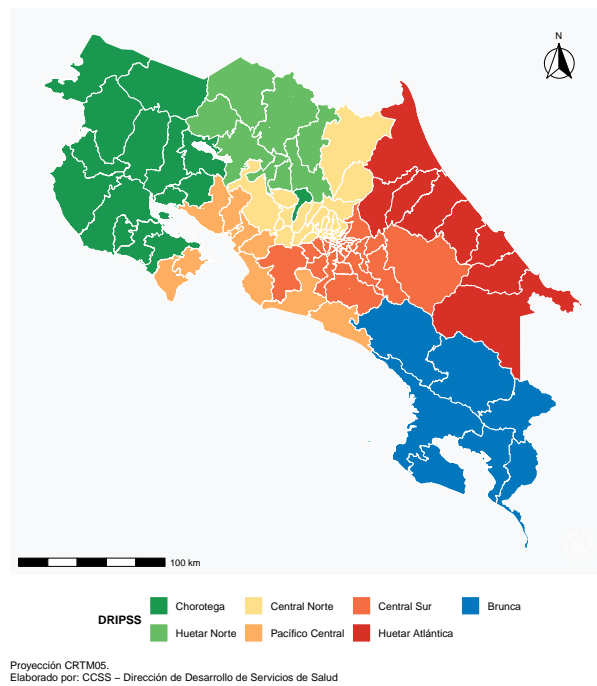 N
100 km
DRIPSS
Chorotega
Central Norte
Central Sur
Brunca
Huetar Norte
Pacífico Central
Huetar Atlántica
Proyección CRTM05.
Elaborado por: CCSS – Dirección de Desarrollo de Servicios de Salud